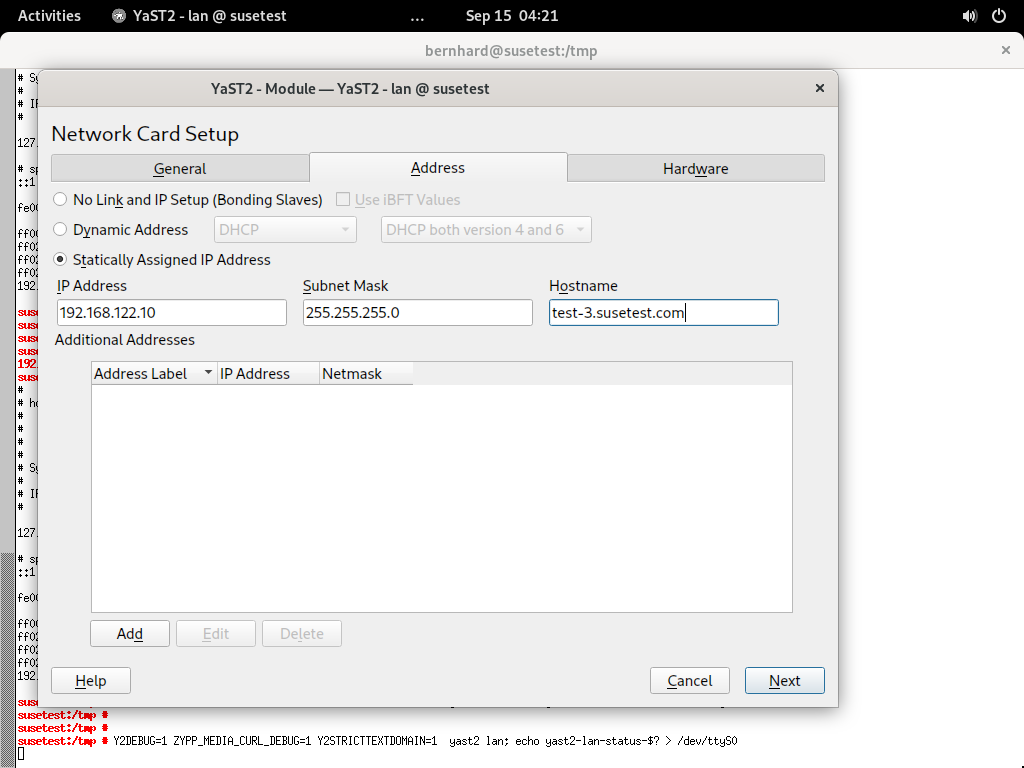 Activities YaST2 - lan @ susetest ... Sep 15 04:21
bernhard@susetest:/tmp
YaST2 - Module — YaST2 - lan @ susetest
Network Card Setup
General Address Hardware
No Link and IP Setup (Bonding Slaves) Use iBFT Values
Dynamic Address DHCP DHCP both version 4 and 6
Statically Assigned IP Address
IP Address Subnet Mask Hostname
192.168.122.10 255.255.255.0 test-3.susetest.com
Additional Addresses
Address Label IP Address Netmask
Add Edit Delete
Help Cancel Next
susetest:/tmp #
susetest:/tmp #
susetest:/tmp # Y2DEBUG=1 ZYPP_MEDIA_CURL_DEBUG=1 Y2STRICTTEXTDOMAIN=1 yast2 lan; echo yast2-lan-status-$? > /dev/ttyS0